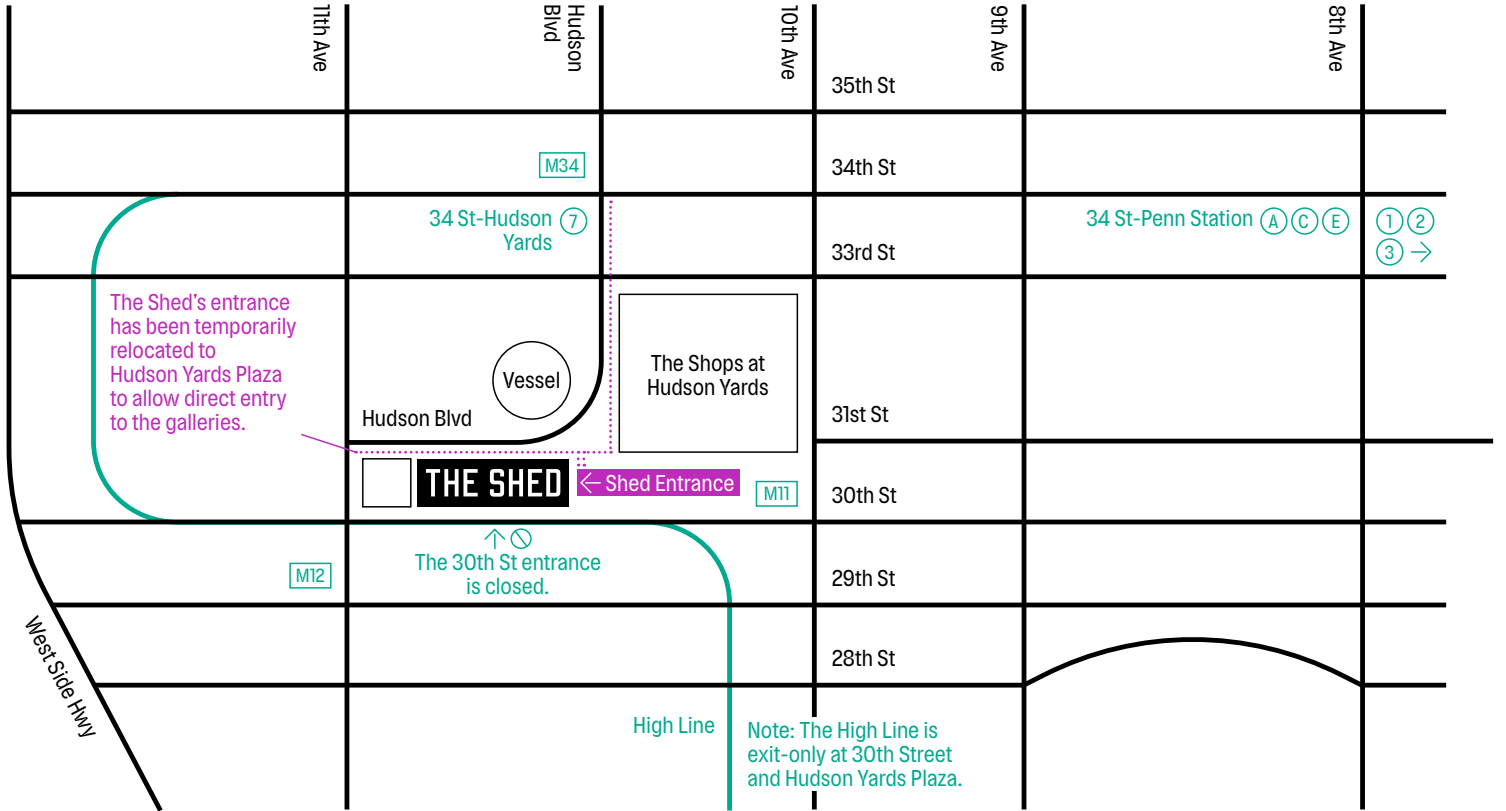 11th Ave
Hudson
Blvd
10th Ave
9th Ave
8th Ave
35th St
M34
34th St
34 St-Hudson 7
Yards
34 St-Penn Station A C E
1 2
3 →
33rd St
The Shed's entrance
has been temporarily
relocated to
Hudson Yards Plaza
to allow direct entry
to the galleries.
Vessel
The Shops at
Hudson Yards
Hudson Blvd
31st St
THE SHED
← Shed Entrance
M11
30th St
The 30th St entrance
is closed.
M12
29th St
28th St
West Side Hwy
High Line
Note: The High Line is
exit-only at 30th Street
and Hudson Yards Plaza.